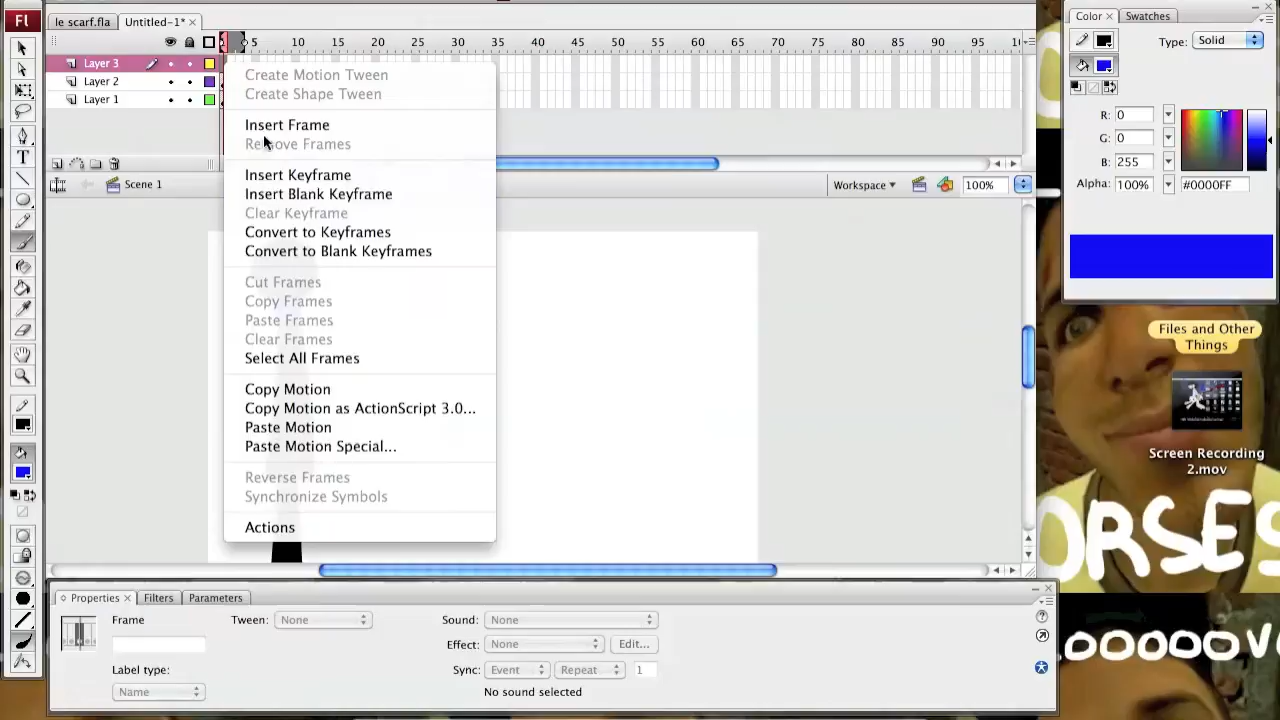 Fl
le scarf.fla Untitled-1*
5 10 15 20 25 30 35 40 45 50 55 60 65 70 75 80 85 90 95
Layer 3
Layer 2
Layer 1
Scene 1
Workspace
100%
Create Motion Tween
Create Shape Tween
Insert Frame
Remove Frames
Insert Keyframe
Insert Blank Keyframe
Clear Keyframe
Convert to Keyframes
Convert to Blank Keyframes
Cut Frames
Copy Frames
Paste Frames
Clear Frames
Select All Frames
Copy Motion
Copy Motion as ActionScript 3.0...
Paste Motion
Paste Motion Special...
Reverse Frames
Synchronize Symbols
Actions
Properties Filters Parameters
Frame Tween: None Sound: None
Effect: None Edit...
Label type: Sync: Event Repeat 1
Name No sound selected
Color Swatches
Type: Solid
R: 0
G: 0
B: 255
Alpha: 100% #0000FF
Files and Other
Things
Screen Recording
2.mov
ORSES
LOOOOOV